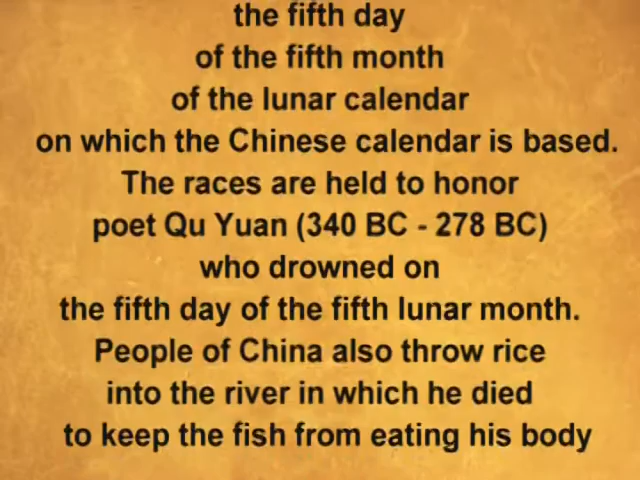 the fifth day
of the fifth month
of the lunar calendar
on which the Chinese calendar is based.
The races are held to honor
poet Qu Yuan (340 BC - 278 BC)
who drowned on
the fifth day of the fifth lunar month.
People of China also throw rice
into the river in which he died
to keep the fish from eating his body